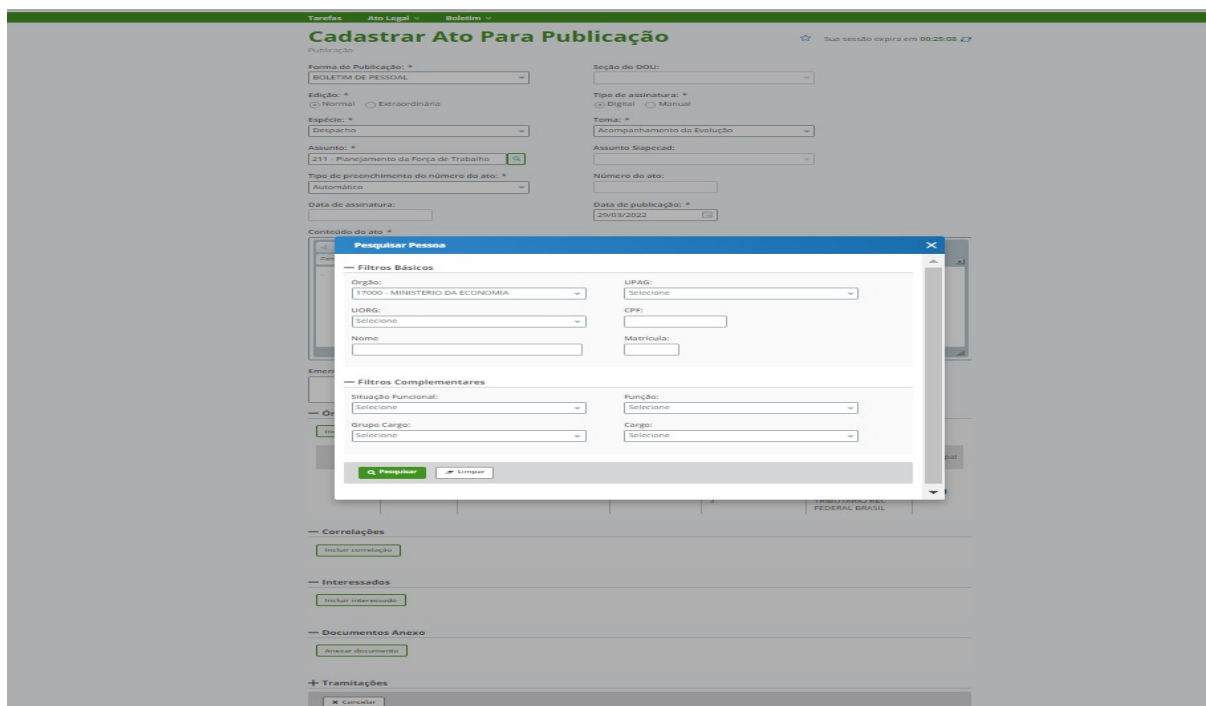 Tarefas Ato Legal Boletim
Cadastrar Ato Para Publicação
Sua sessão expira em 00:25:08
Publicação
Forma de Publicação: * Seção do DOU:
BOLETIM DE PESSOAL
Edição: * Tipo de assinatura: *
Normal Extraordinária Digital Manual
Espécie: * Tema: *
Despacho Acompanhamento da Evolução
Assunto: * Assunto Siapecad:
211 - Planejamento da Força de Trabalho
Tipo de preenchimento do número do ato: * Número do ato:
Automático
Data de assinatura: Data de publicação: *
29/03/2022
Conteúdo do ato *
Pesquisar Pessoa
Filtros Básicos
Órgão: UPAG:
17000 - MINISTERIO DA ECONOMIA Selecione
UORG: CPF:
Selecione
Nome Matrícula:
Filtros Complementares
Situação Funcional: Função:
Selecione Selecione
Grupo Cargo: Cargo:
Selecione Selecione
Pesquisar Limpar
TRIBUTARIO REC
FEDERAL BRASIL
Correlações
Incluir correlação
Interessados
Incluir interessado
Documentos Anexo
Anexar documento
Tramitações
Cancelar